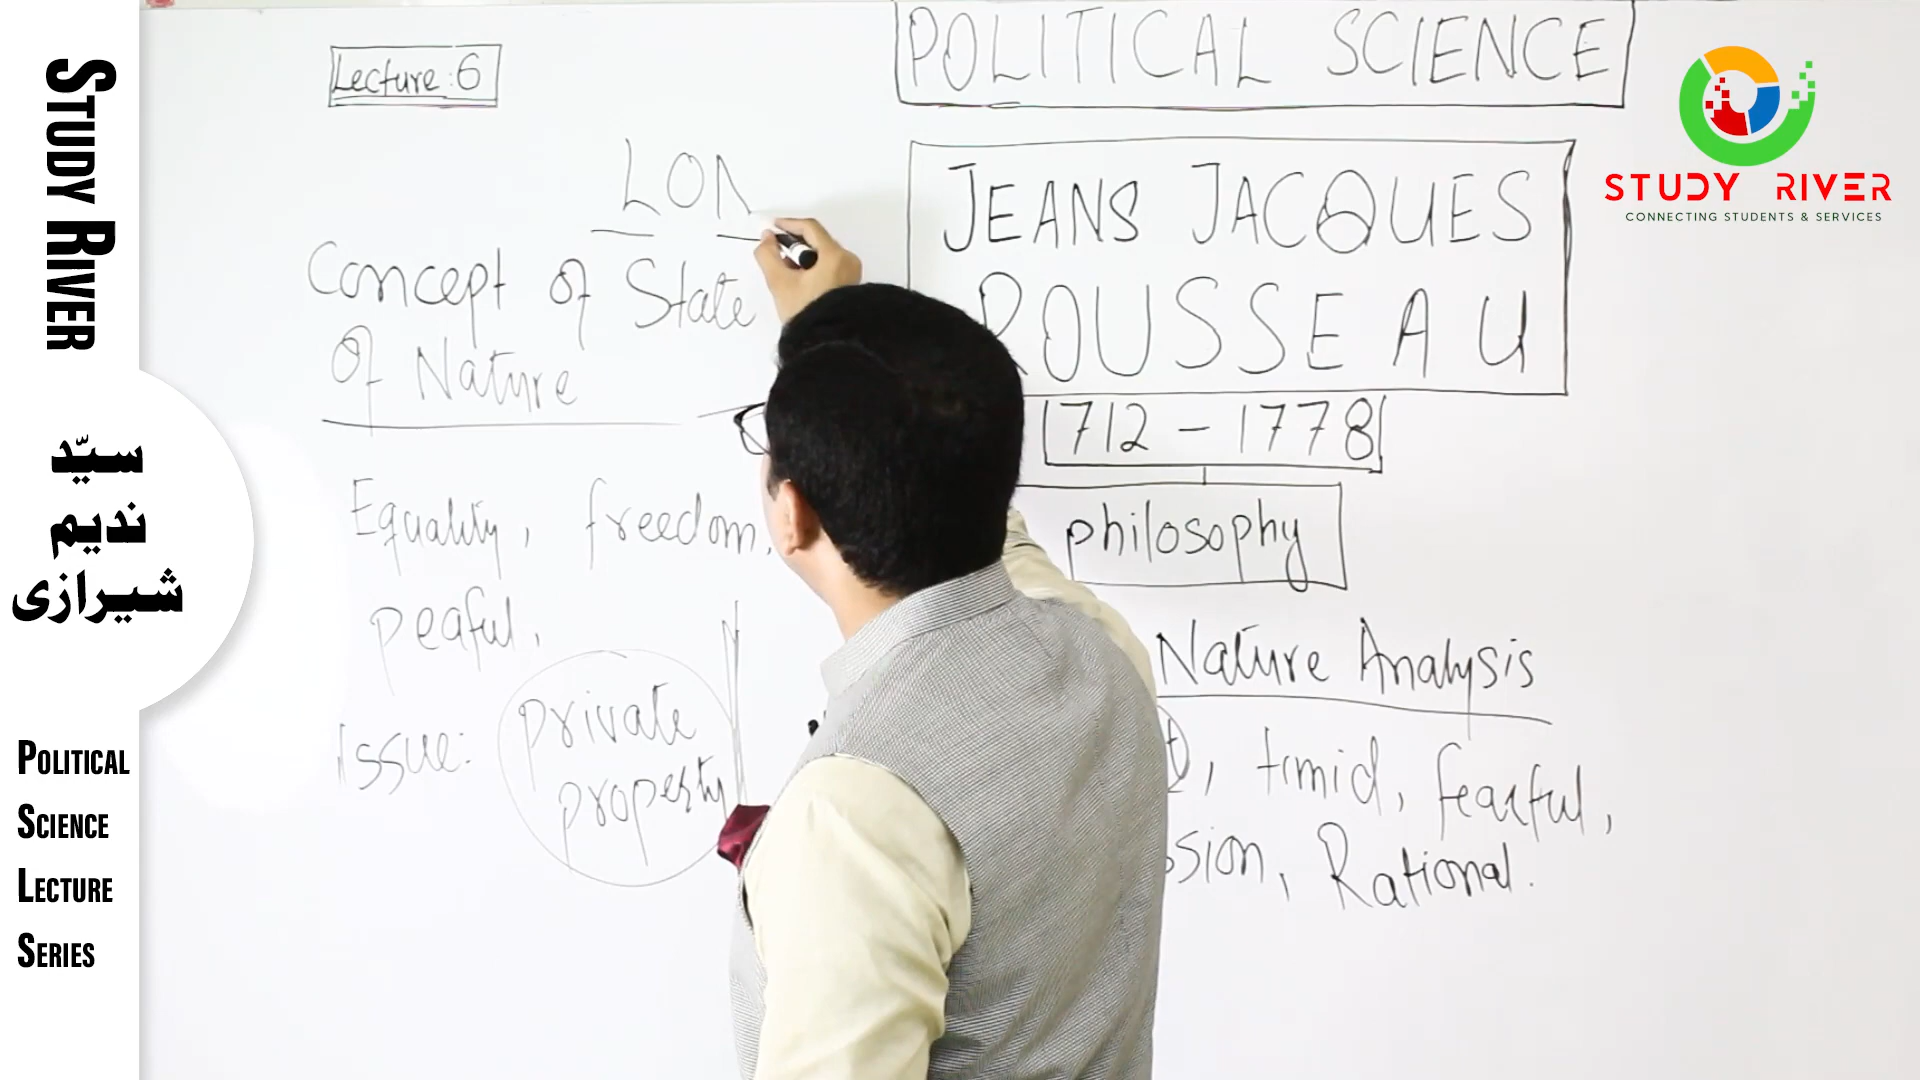 STUDY RIVER
سیّد
ندیم
شیرازی
POLITICAL
SCIENCE
LECTURE
SERIES
Lecture: 6
LON
Concept of State
Of Nature
Equality, freedom,
peaful,
Issue: private
property
POLITICAL SCIENCE
JEANS JACQUES
ROUSSEAU
1712 - 1778
philosophy
Nature Analysis
, timid, fearful,
ssion, Rational.
STUDY RIVER
CONNECTING STUDENTS & SERVICES